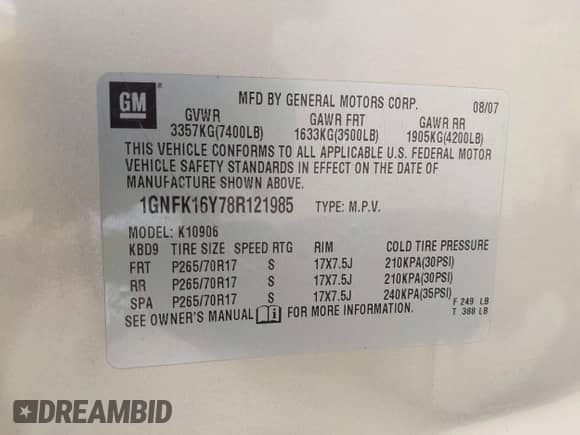 GM
MFD BY GENERAL MOTORS CORP. 08/07
GVWR GAWR FRT GAWR RR
3357KG(7400LB) 1633KG(3600LB) 1905KG(4200LB)
THIS VEHICLE CONFORMS TO ALL APPLICABLE U.S. FEDERAL MOTOR
VEHICLE SAFETY STANDARDS IN EFFECT ON THE DATE OF
MANUFACTURE SHOWN ABOVE.
1GNFK16Y78R121985 TYPE: M.P.V.
MODEL: K10906
KBD9 TIRE SIZE SPEED RTG RIM COLD TIRE PRESSURE
FRT P265/70R17 S 17X7.5J 210KPA(30PSI)
RR P265/70R17 S 17X7.5J 210KPA(30PSI)
SPA P265/70R17 S 17X7.5J 240KPA(35PSI)
F 249 LB
SEE OWNER'S MANUAL i FOR MORE INFORMATION. T 388 LB
DREAMBID